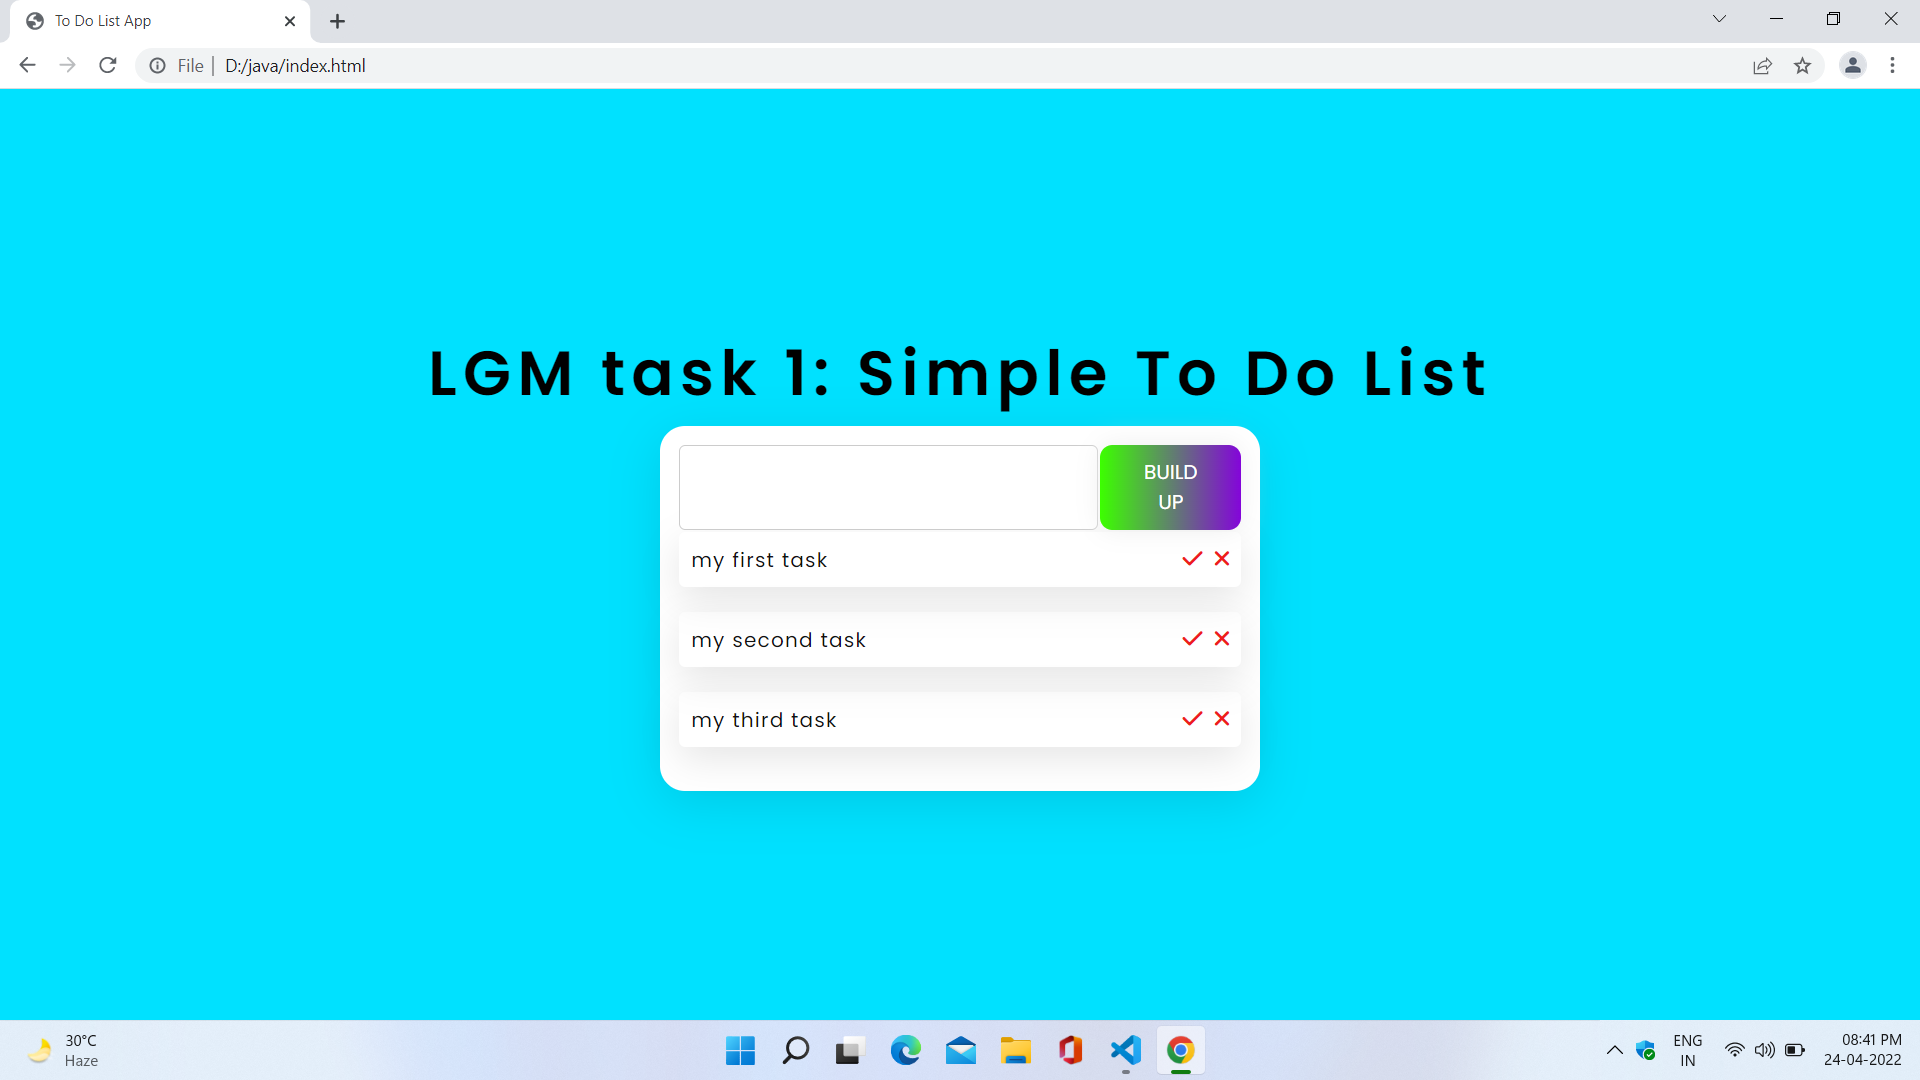 To Do List App
File
D:/java/index.html
LGM task 1: Simple To Do List
BUILD
UP
my first task
my second task
my third task
30°C
Haze
ENG
IN
08:41 PM
24-04-2022